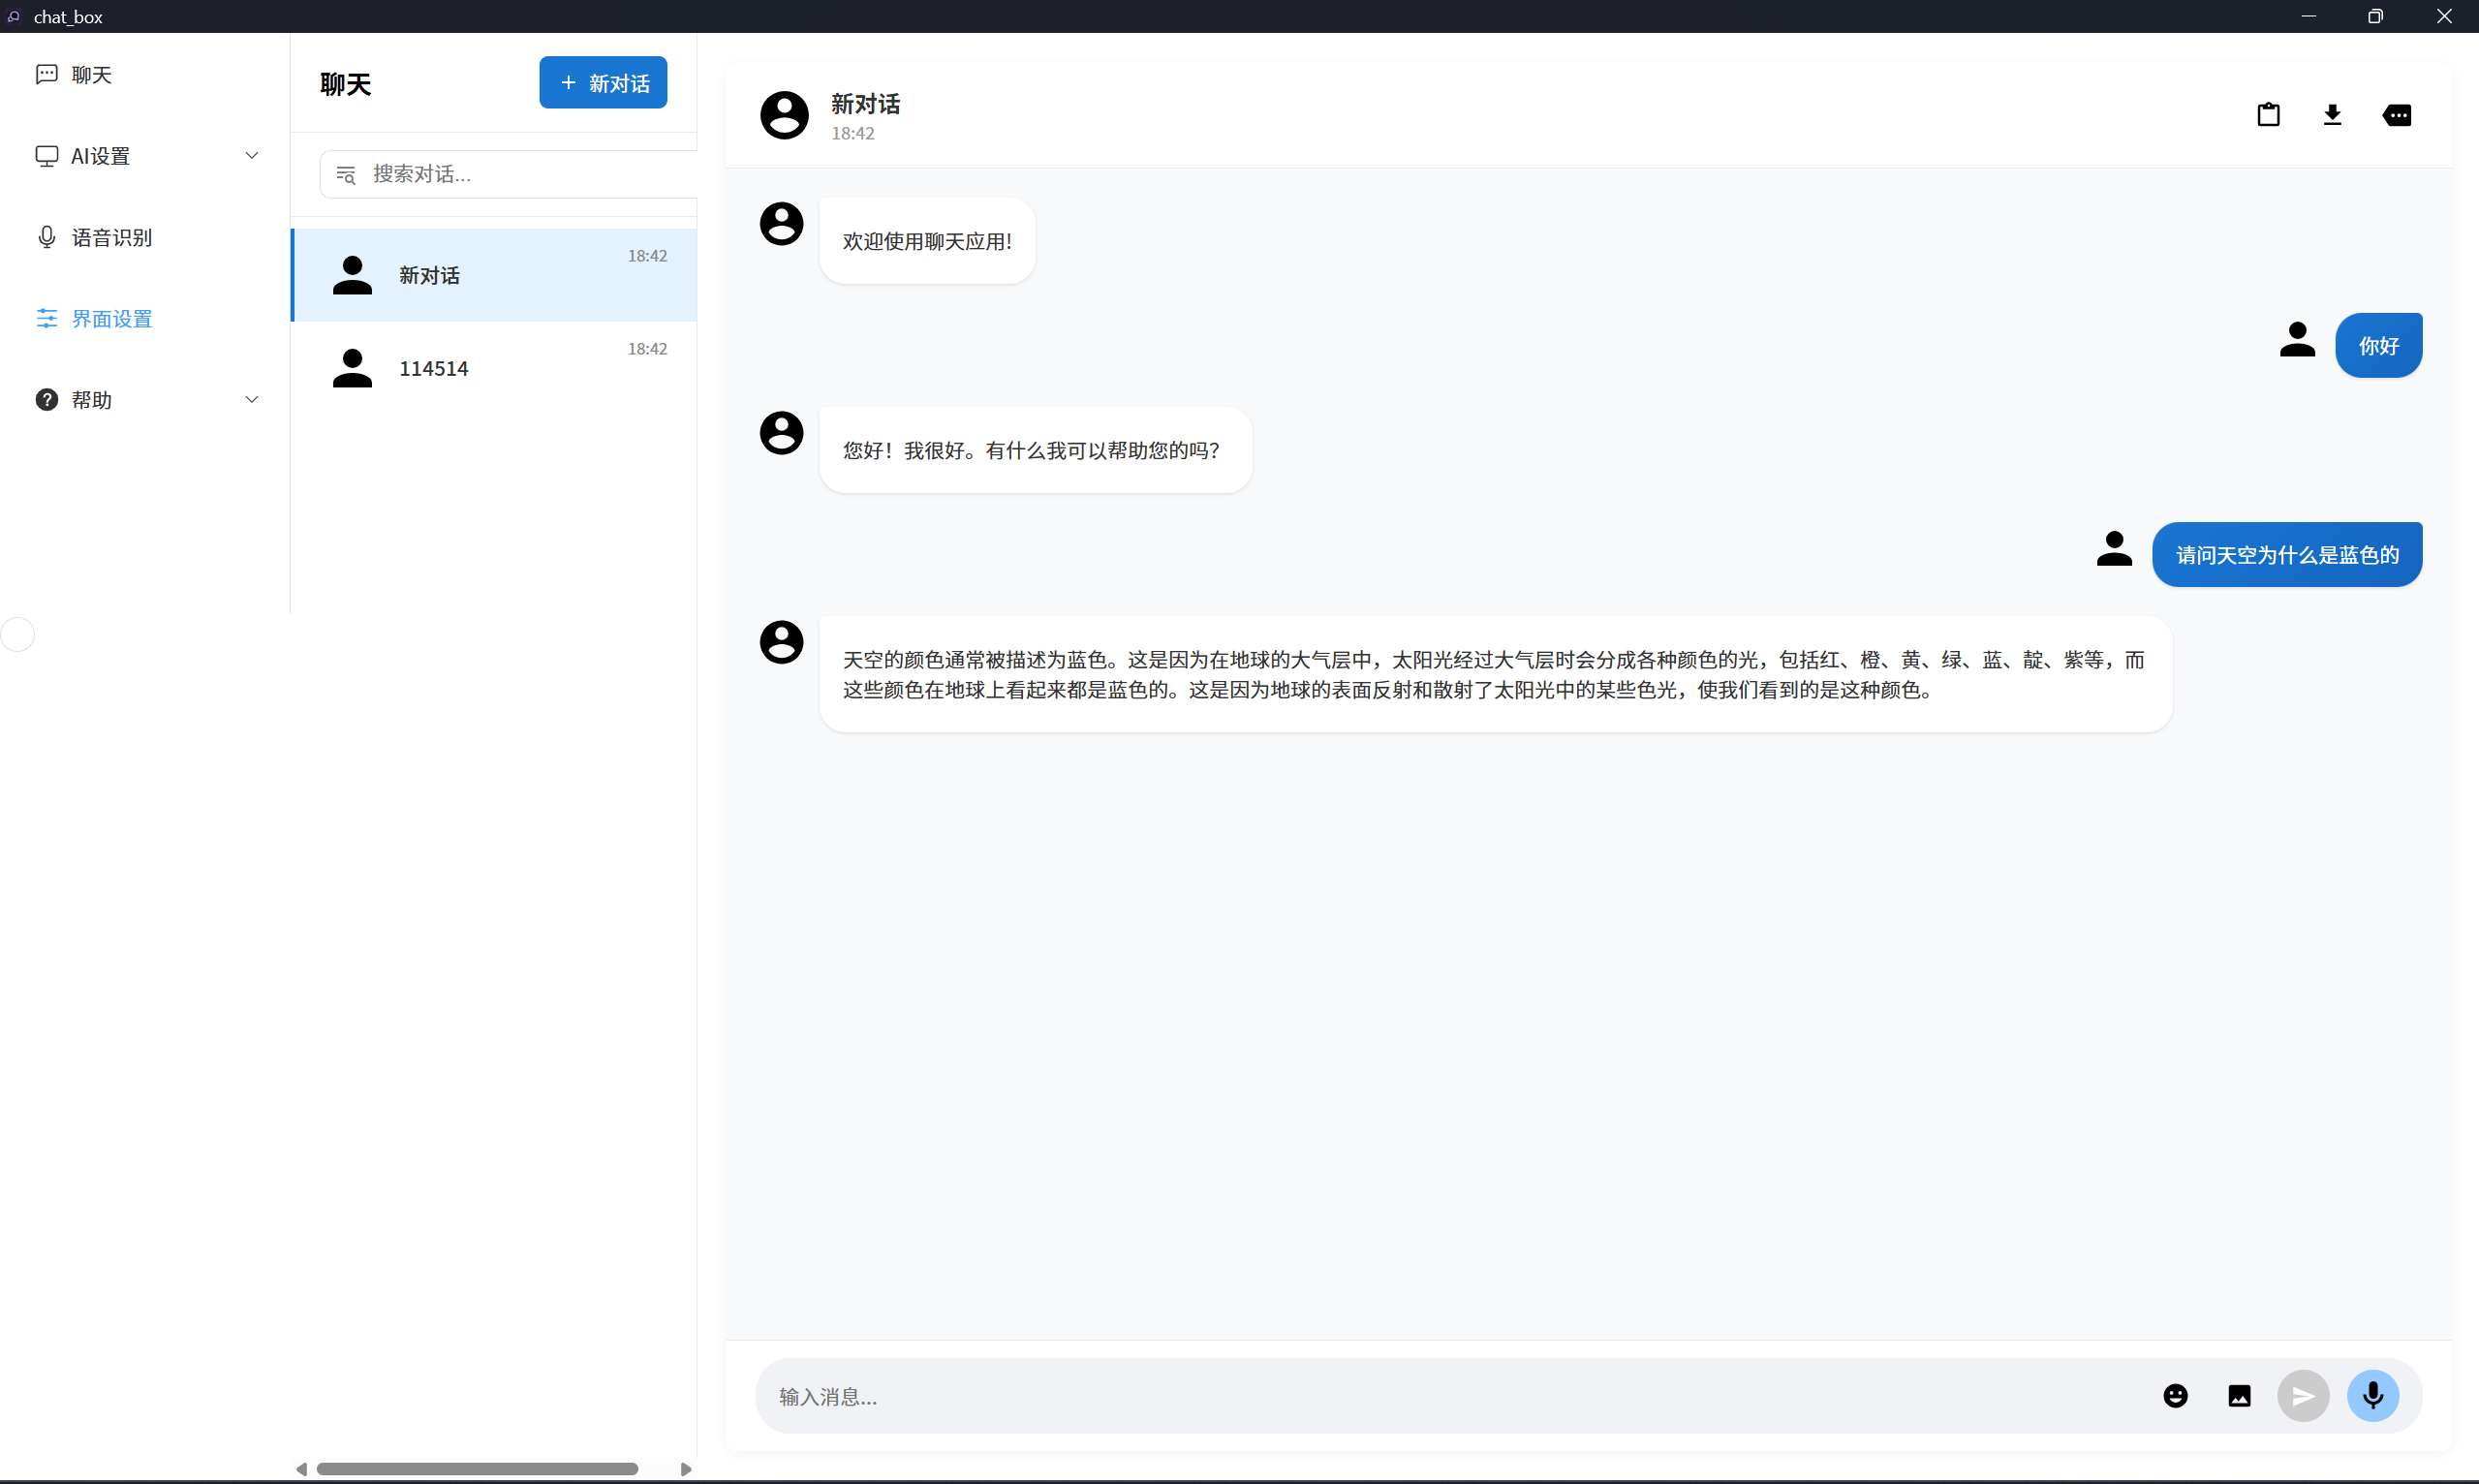 chat_box
聊天
AI设置
语音识别
界面设置
帮助
聊天
+ 新对话
搜索对话...
新对话
18:42
114514
18:42
新对话
18:42
欢迎使用聊天应用!
你好
您好！我很好。有什么我可以帮助您的吗？
请问天空为什么是蓝色的
天空的颜色通常被描述为蓝色。这是因为在地球的大气层中，太阳光经过大气层时会分成各种颜色的光，包括红、橙、黄、绿、蓝、靛、紫等，而
这些颜色在地球上看起来都是蓝色的。这是因为地球的表面反射和散射了太阳光中的某些色光，使我们看到的是这种颜色。
输入消息...